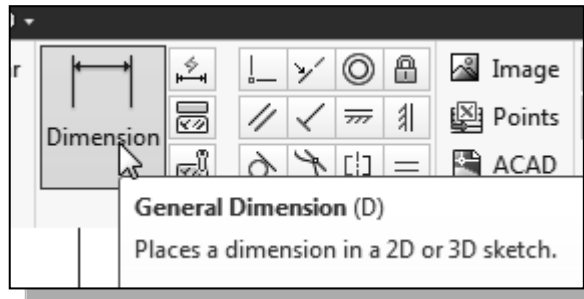 r
Dimension
Image
Points
ACAD
General Dimension (D)
Places a dimension in a 2D or 3D sketch.